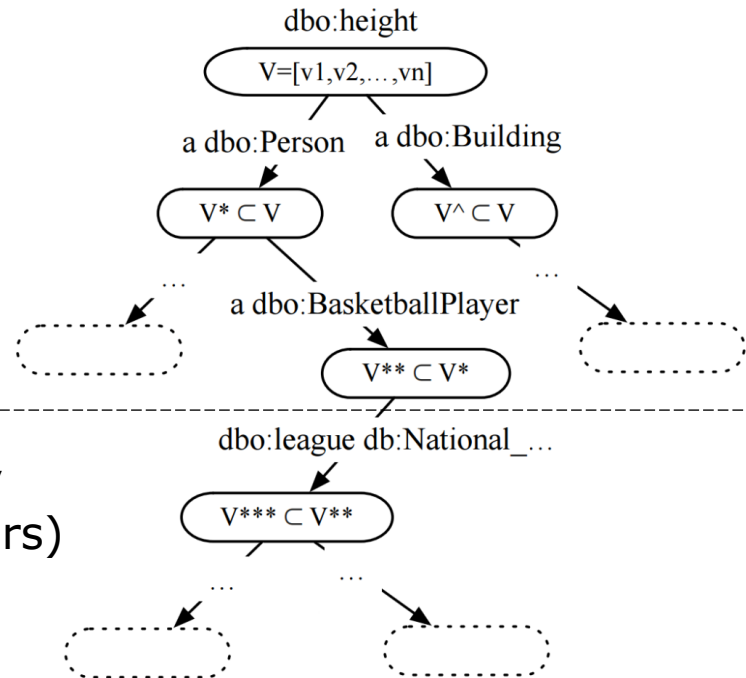 dbo:height
V=[v1,v2,…,vn]
a dbo:Person a dbo:Building
V* ⊂ V V^ ⊂ V
… …
a dbo:BasketballPlayer
V** ⊂ V*
dbo:league db:National_…
V*** ⊂ V**
rs)
… …